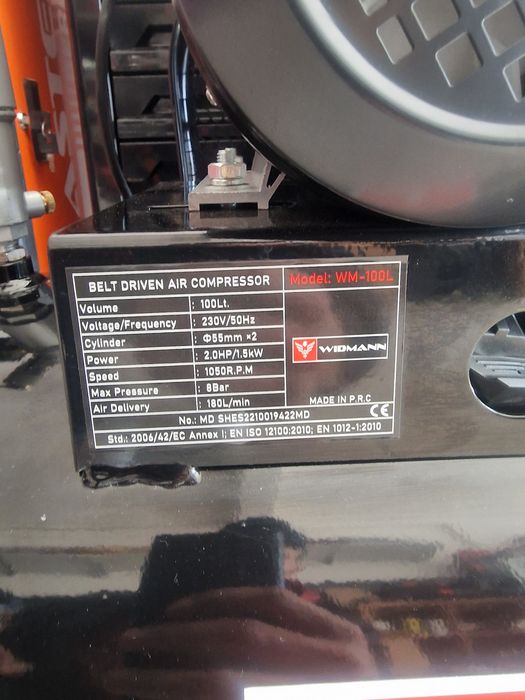 BELT DRIVEN AIR COMPRESSOR
Model: WM-100L
Volume : 100Lt.
Voltage/Frequency : 230V/50Hz
Cylinder : Φ55mm ×2
Power : 2.0HP/1.5kW
Speed : 1050R.P.M
Max Pressure : 8Bar
Air Delivery : 180L/min
WIDMANN
MADE IN P.R.C
CE
No.: MD SHES2210019422MD
Std.: 2006/42/EC Annex I; EN ISO 12100:2010; EN 1012-1:2010